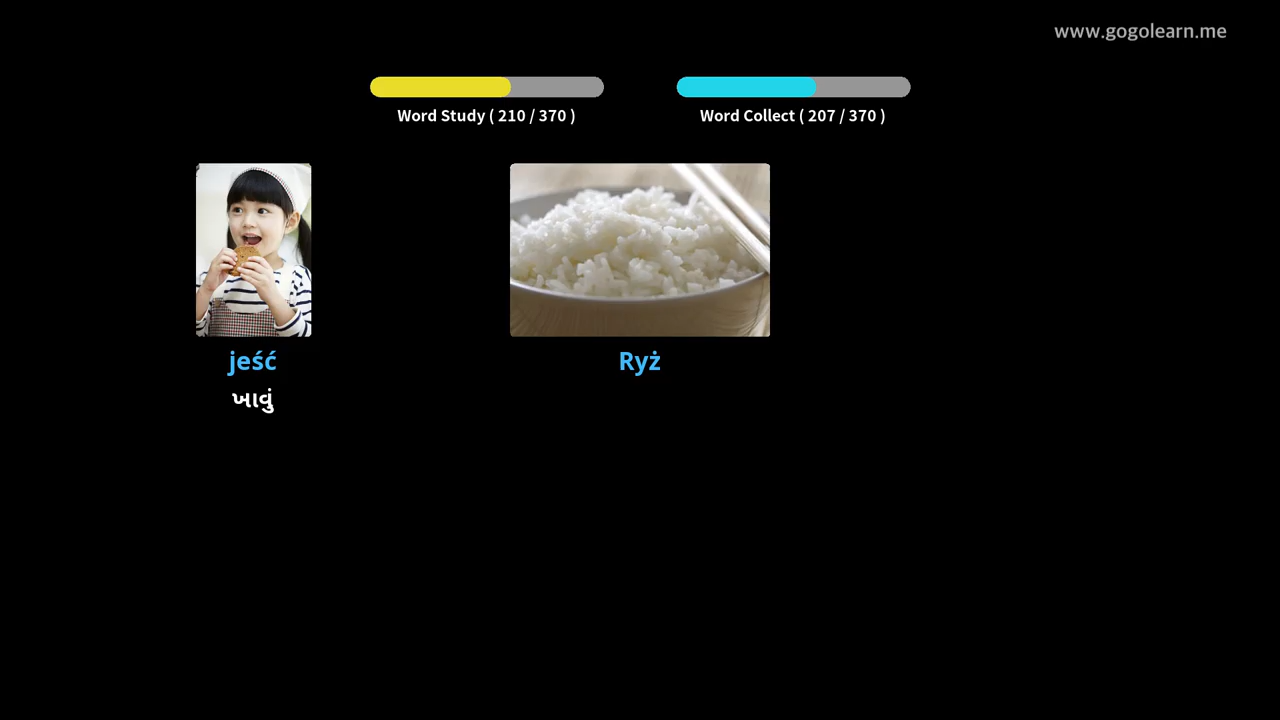 www.gogolearn.me
Word Study ( 210 / 370 )
Word Collect ( 207 / 370 )
jeść
Ryż
ખાવું